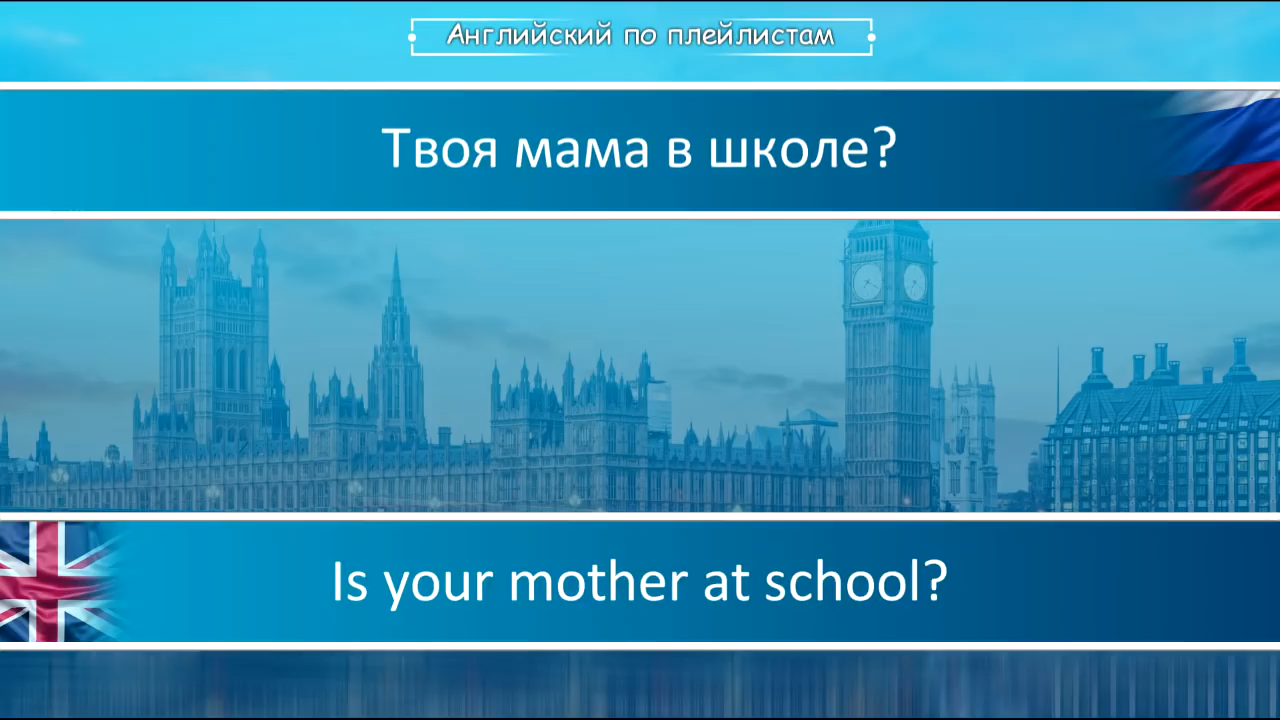 Английский по плейлистам
Твоя мама в школе?
Is your mother at school?